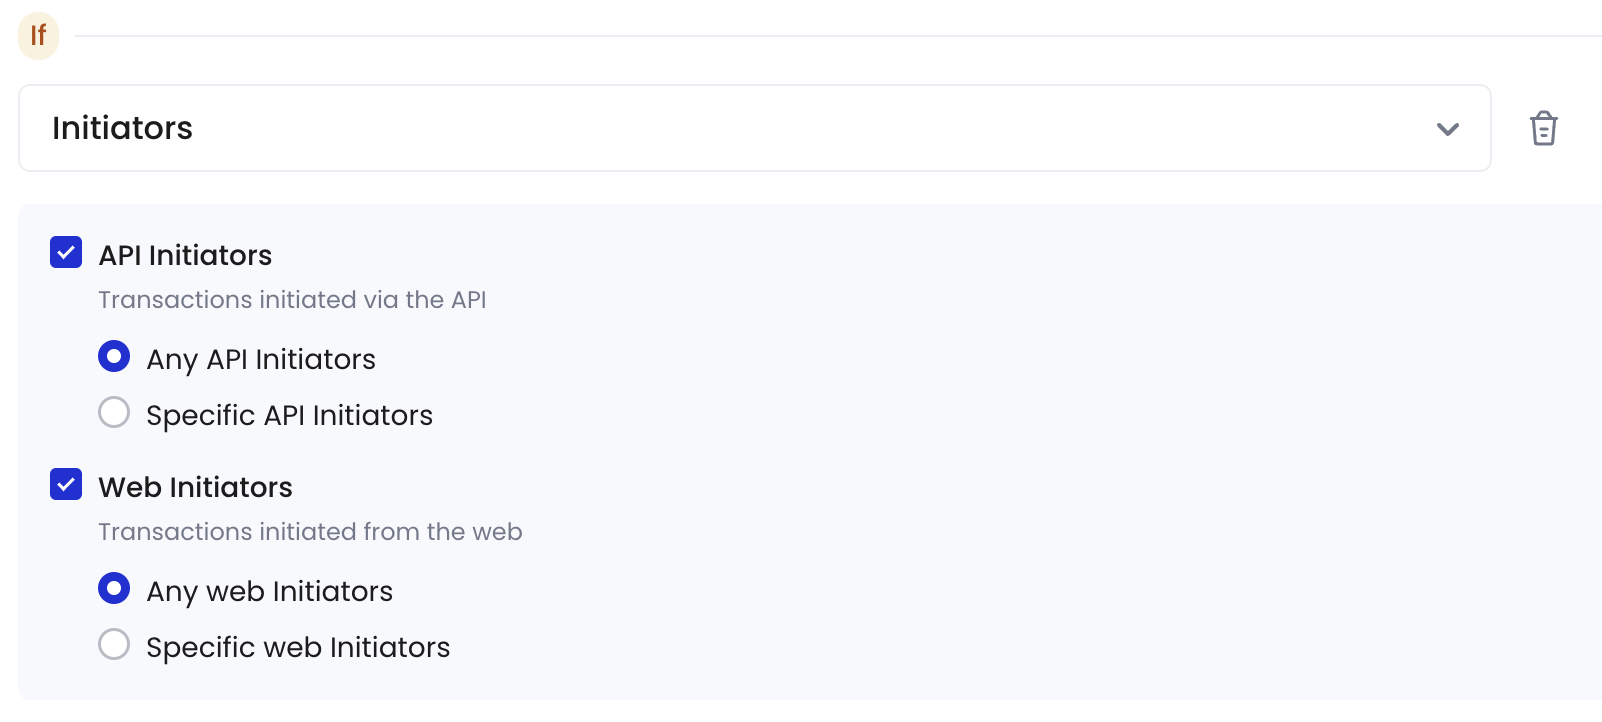 If
Initiators
API Initiators
Transactions initiated via the API
Any API Initiators
Specific API Initiators
Web Initiators
Transactions initiated from the web
Any web Initiators
Specific web Initiators